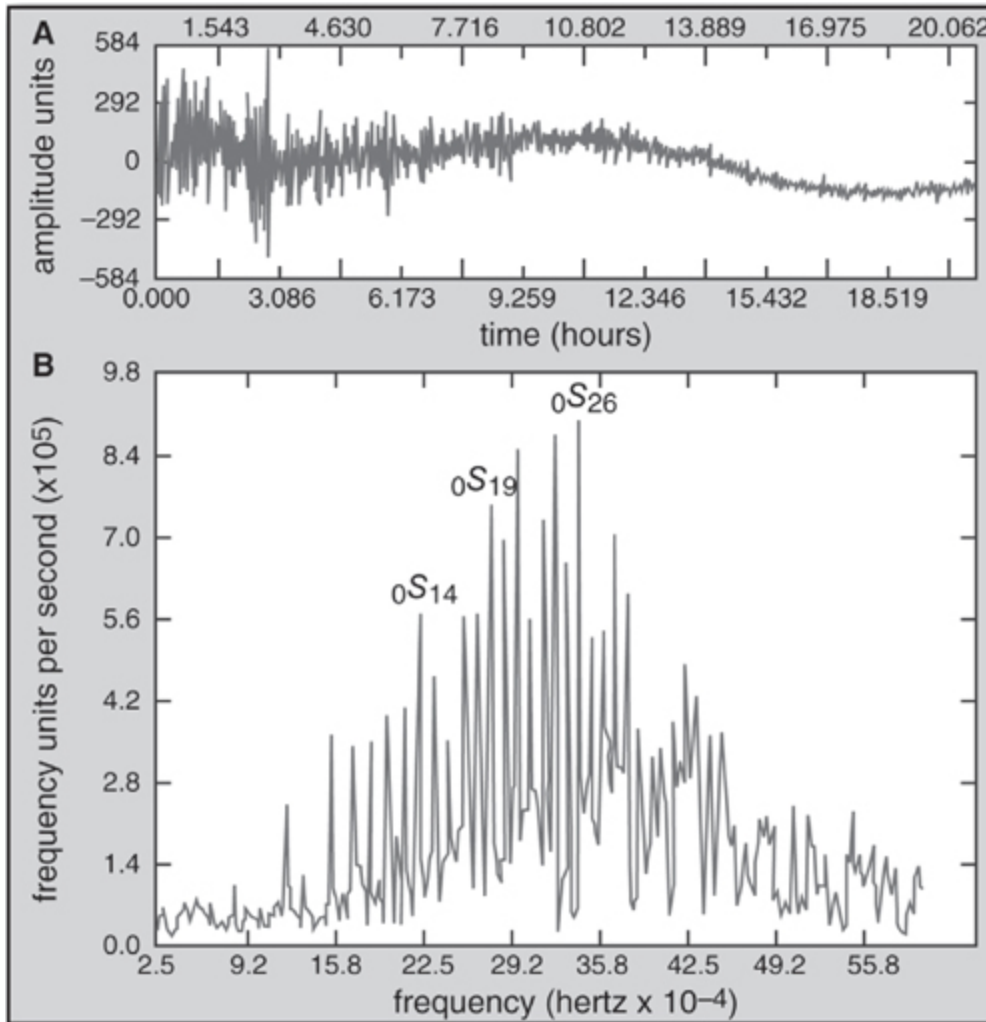 A
1.543 4.630 7.716 10.802 13.889 16.975 20.062
584
292
0
–292
–584
amplitude units
0.000 3.086 6.173 9.259 12.346 15.432 18.519
time (hours)
B
9.8
8.4
7.0
5.6
4.2
2.8
1.4
0.0
frequency units per second (x10⁵)
₀S₂₆
₀S₁₉
₀S₁₄
2.5 9.2 15.8 22.5 29.2 35.8 42.5 49.2 55.8
frequency (hertz x 10⁻⁴)